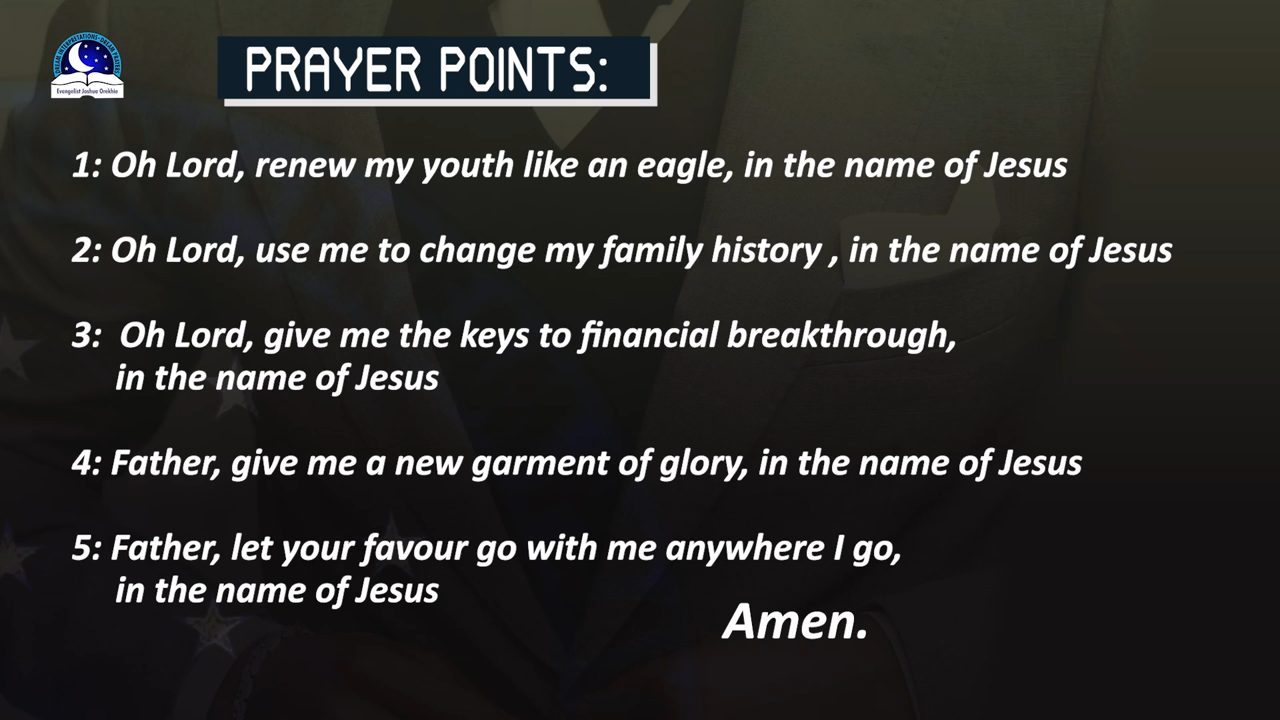 DREAM INTERPRETATIONS-DREAM PROJECT
Evangelist Joshua Orekhie
PRAYER POINTS:
1: Oh Lord, renew my youth like an eagle, in the name of Jesus
2: Oh Lord, use me to change my family history , in the name of Jesus
3: Oh Lord, give me the keys to financial breakthrough,
in the name of Jesus
4: Father, give me a new garment of glory, in the name of Jesus
5: Father, let your favour go with me anywhere I go,
in the name of Jesus
Amen.